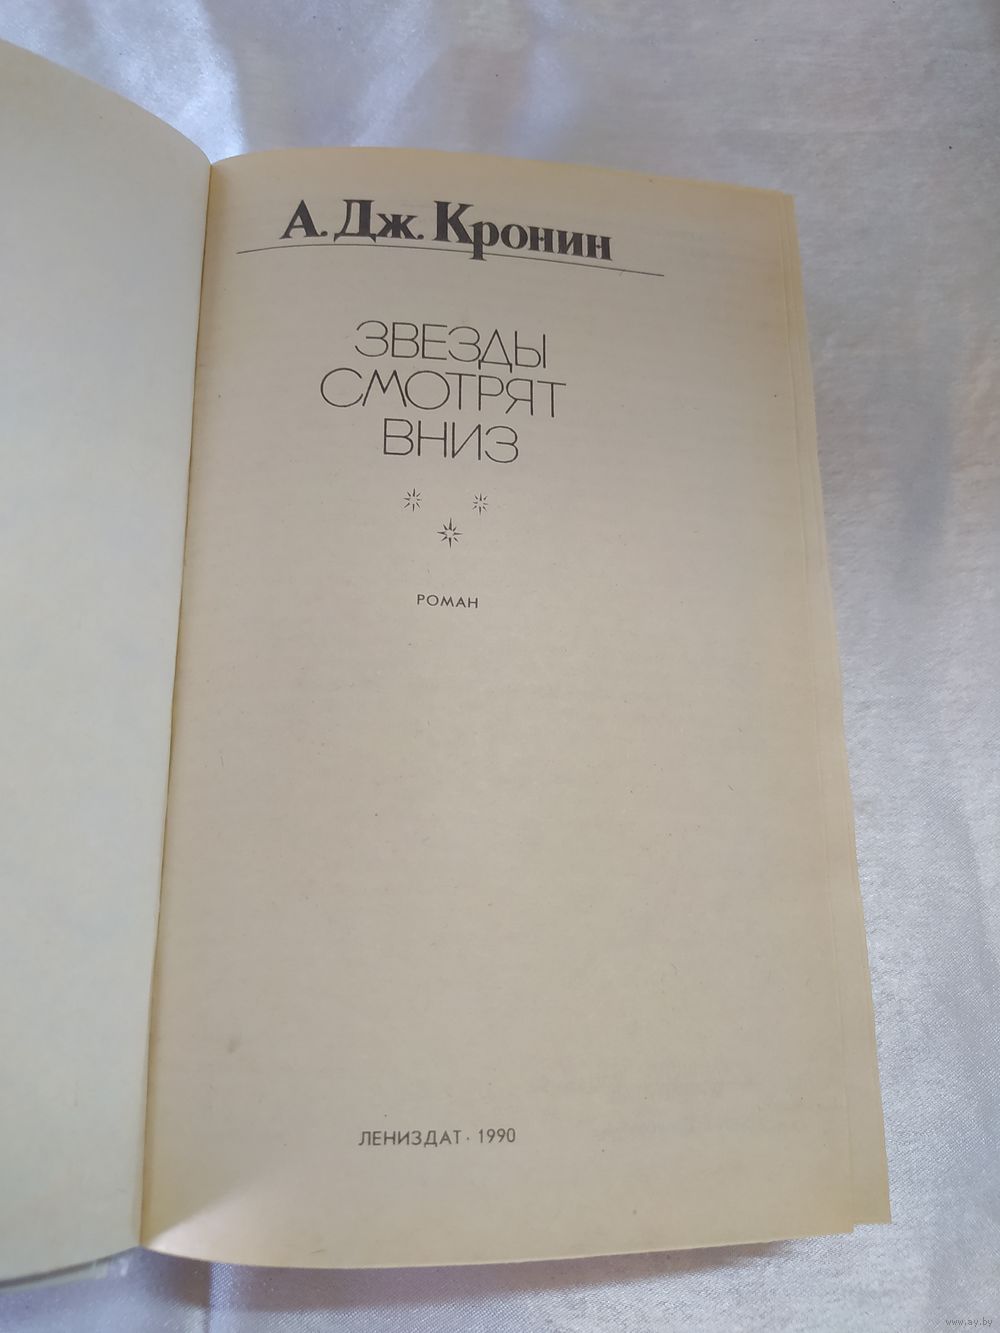 А. Дж. Кронин
ЗВЕЗДЫ
СМОТРЯТ
ВНИЗ
РОМАН
ЛЕНИЗДАТ · 1990
www.ay.by